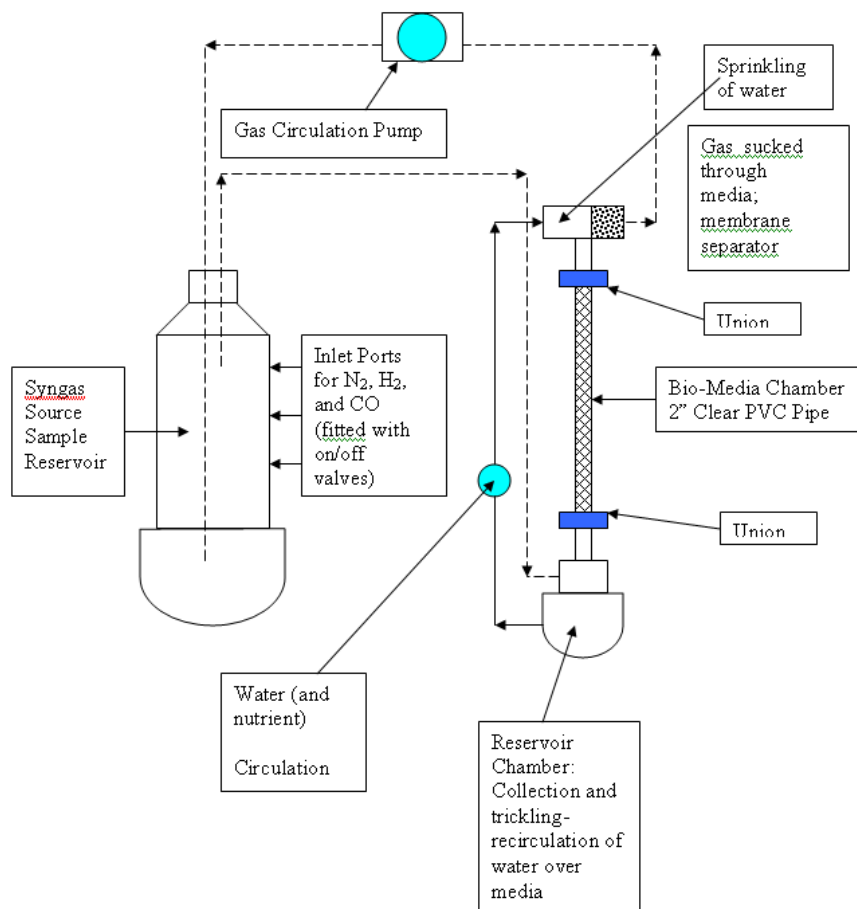 Sprinkling
of water
Gas Circulation Pump
Gas sucked
through
media;
membrane
separator
Union
Syngas
Source
Sample
Reservoir
Inlet Ports
for N₂, H₂,
and CO
(fitted with
on/off
valves)
Bio-Media Chamber
2” Clear PVC Pipe
Union
Water (and
nutrient)
Circulation
Reservoir
Chamber:
Collection and
trickling-
recirculation of
water over
media